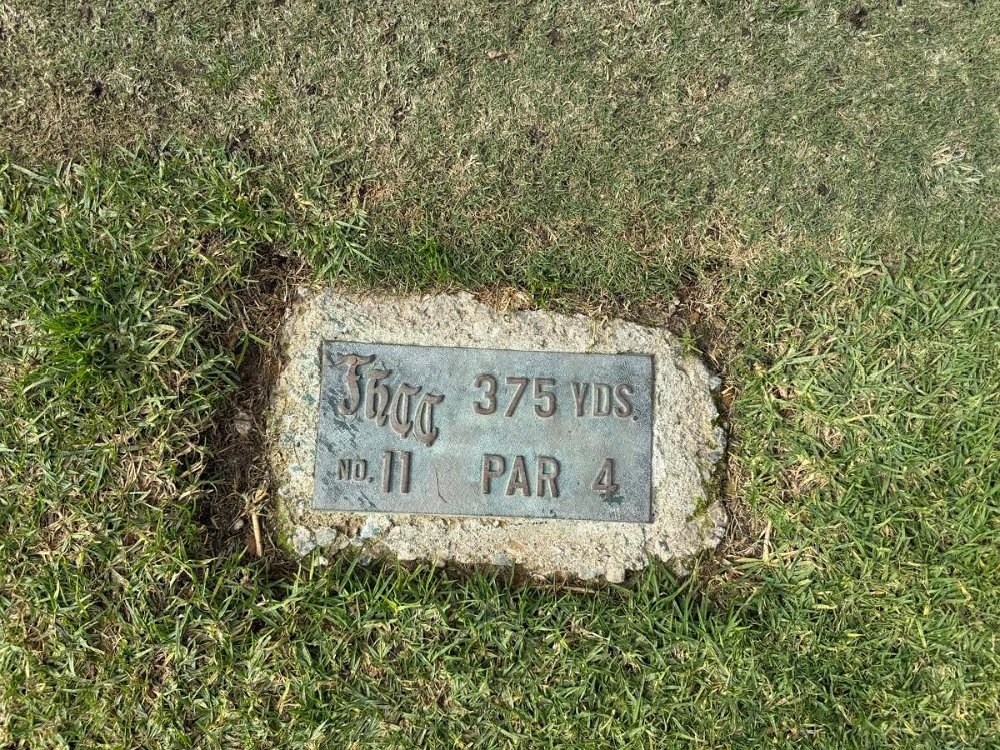 375 YDS.
NO. 11 PAR 4